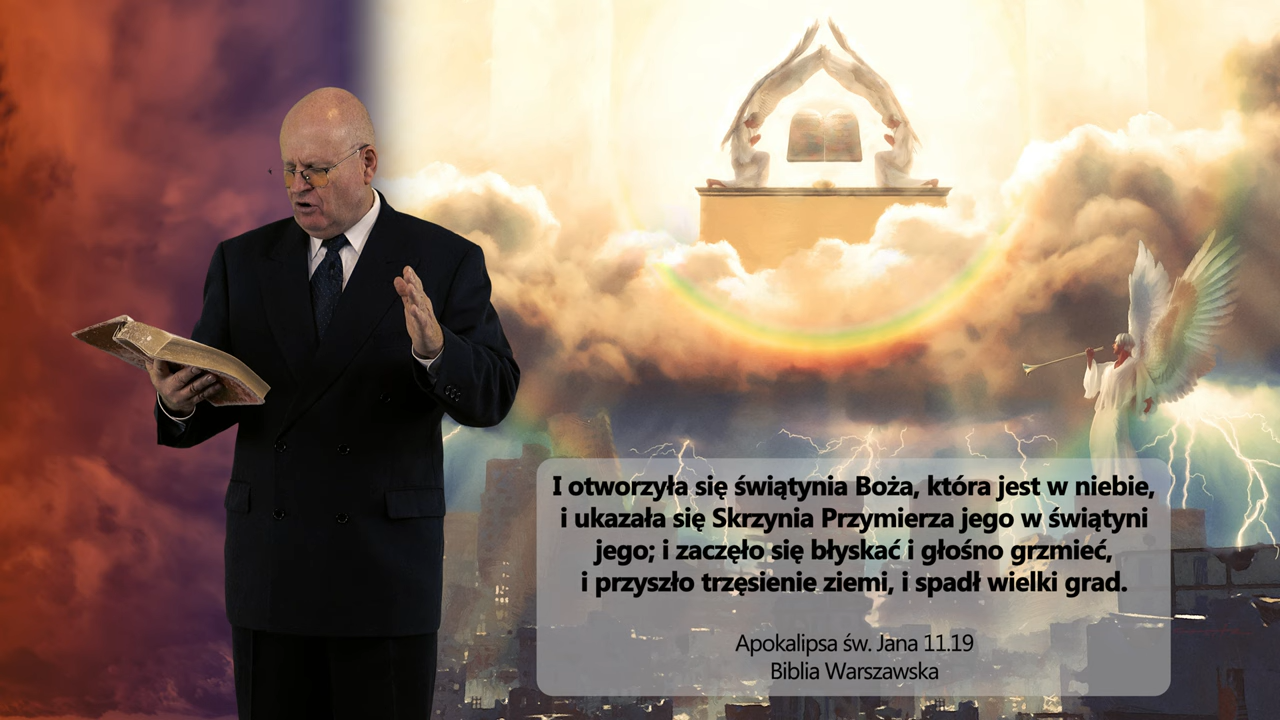 I otworzyła się świątynia Boża, która jest w niebie,
i ukazała się Skrzynia Przymierza jego w świątyni
jego; i zaczęło się błyskać i głośno grzmieć,
i przyszło trzęsienie ziemi, i spadł wielki grad.
Apokalipsa św. Jana 11.19
Biblia Warszawska